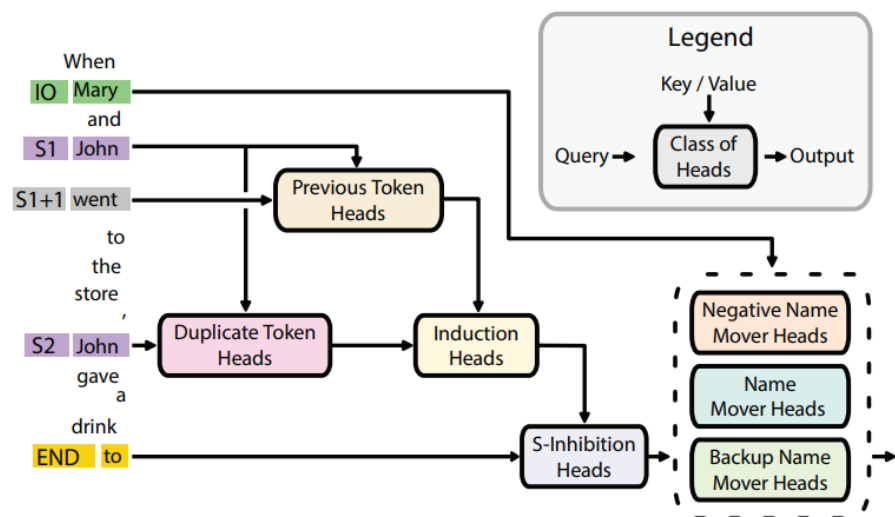 When
IO Mary
and
S1 John
S1+1 went
to
the
store
,
S2 John
gave
a
drink
END to
Previous Token
Heads
Duplicate Token
Heads
Induction
Heads
S-Inhibition
Heads
Legend
Key / Value
Query
Class of
Heads
Output
Negative Name
Mover Heads
Name
Mover Heads
Backup Name
Mover Heads